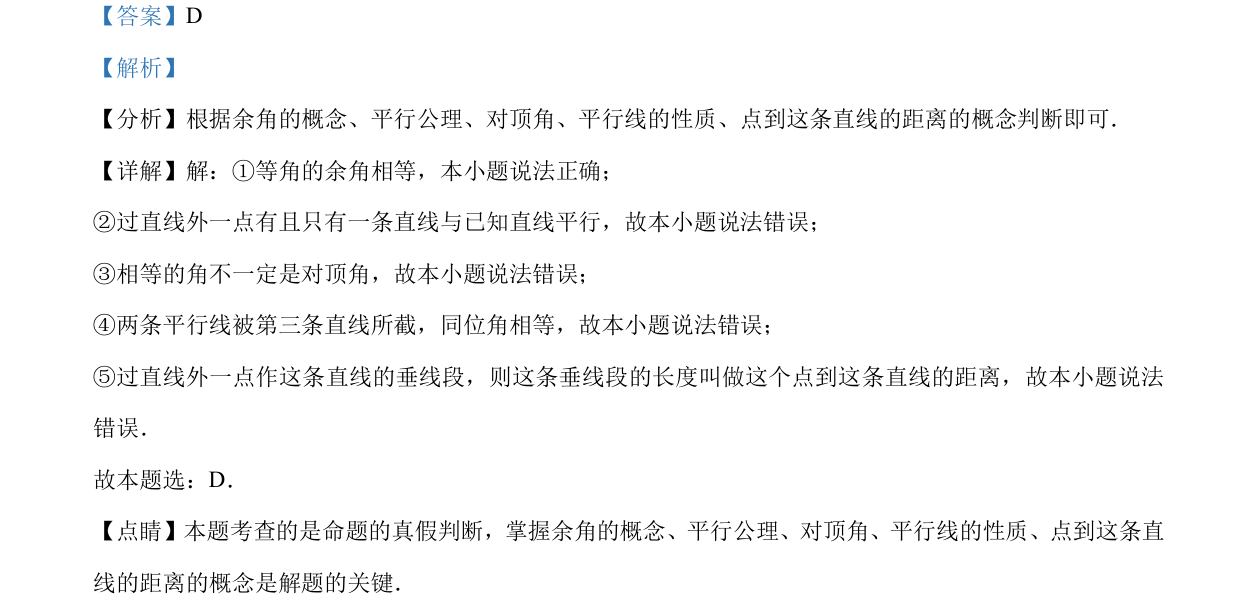 【答案】D
【解析】
【分析】根据余角的概念、平行公理、对顶角、平行线的性质、点到这条直线的距离的概念判断即可．
【详解】解：①等角的余角相等，本小题说法正确；
②过直线外一点有且只有一条直线与已知直线平行，故本小题说法错误；
③相等的角不一定是对顶角，故本小题说法错误；
④两条平行线被第三条直线所截，同位角相等，故本小题说法错误；
⑤过直线外一点作这条直线的垂线段，则这条垂线段的长度叫做这个点到这条直线的距离，故本小题说法
错误．
故本题选：D．
【点睛】本题考查的是命题的真假判断，掌握余角的概念、平行公理、对顶角、平行线的性质、点到这条直
线的距离的概念是解题的关键．